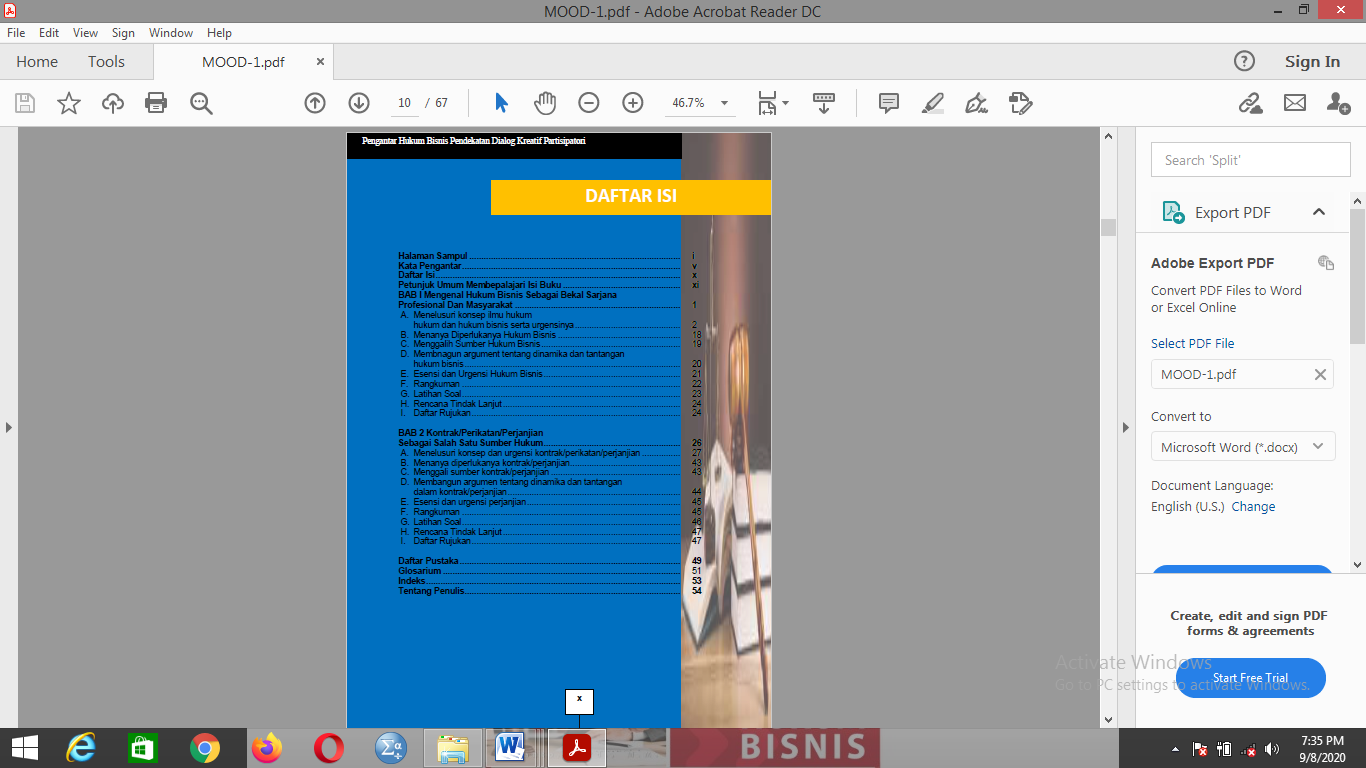 MOOD-1.pdf - Adobe Acrobat Reader DC
File Edit View Sign Window Help
Home Tools MOOD-1.pdf ×
Sign In
10 / 67
46.7%
Pengantar Hukum Bisnis Pendekatan Dialog Kreatif Partisipatori
DAFTAR ISI
Halaman Sampul i
Kata Pengantar v
Daftar Isi x
Petunjuk Umum Membepalajari Isi Buku xi
BAB I Mengenal Hukum Bisnis Sebagai Bekal Sarjana
Profesional Dan Masyarakat 1
A. Menelusuri konsep ilmu hukum
hukum dan hukum bisnis serta urgensinya 2
B. Menanya Diperlukanya Hukum Bisnis 18
C. Menggalih Sumber Hukum Bisnis 19
D. Membnagun argument tentang dinamika dan tantangan
hukum bisnis 20
E. Esensi dan Urgensi Hukum Bisnis 21
F. Rangkuman 22
G. Latihan Soal 23
H. Rencana Tindak Lanjut 24
I. Daftar Rujukan 24
BAB 2 Kontrak/Perikatan/Perjanjian
Sebagai Salah Satu Sumber Hukum 26
A. Menelusuri konsep dan urgensi kontrak/perikatan/perjanjian 27
B. Menanya diperlukanya kontrak/perjanjian 43
C. Menggali sumber kontrak/perjanjian 43
D. Membangun argumen tentang dinamika dan tantangan
dalam kontrak/perjanjian 44
E. Esensi dan urgensi perjanjian 45
F. Rangkuman 45
G. Latihan Soal 46
H. Rencana Tindak Lanjut 47
I. Daftar Rujukan 47
Daftar Pustaka 49
Glosarium 51
Indeks 53
Tentang Penulis 54
x
Search 'Split'
Export PDF
Adobe Export PDF
Convert PDF Files to Word
or Excel Online
Select PDF File
MOOD-1.pdf
Convert to
Microsoft Word (*.docx)
Document Language:
English (U.S.) Change
Create, edit and sign PDF
forms & agreements
Start Free Trial
Activate Windows
Go to PC settings to activate Windows.
BISNIS
7:35 PM
9/8/2020